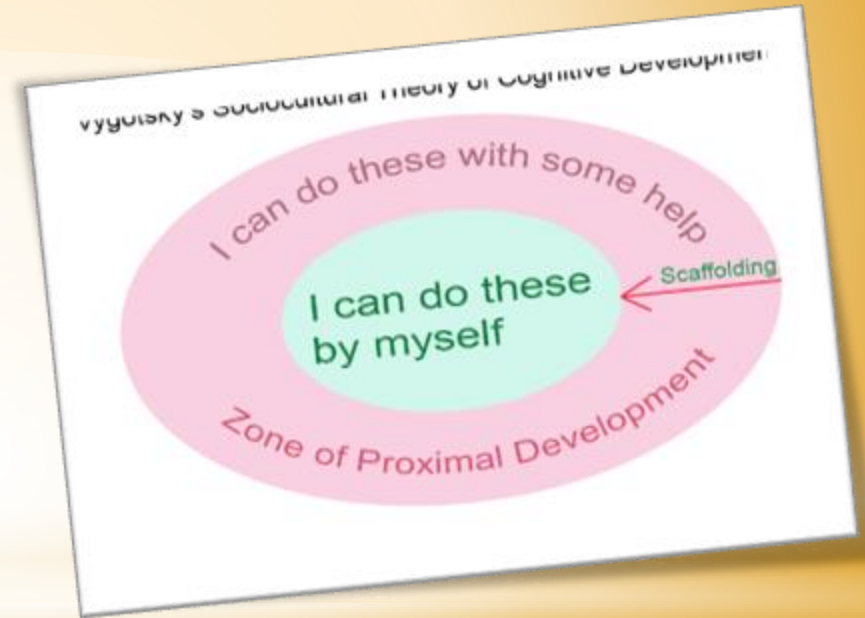 Vygotsky's Sociocultural Theory of Cognitive
I can do these with some help
Scaffolding
I can do these
by myself
Zone of Proximal Development